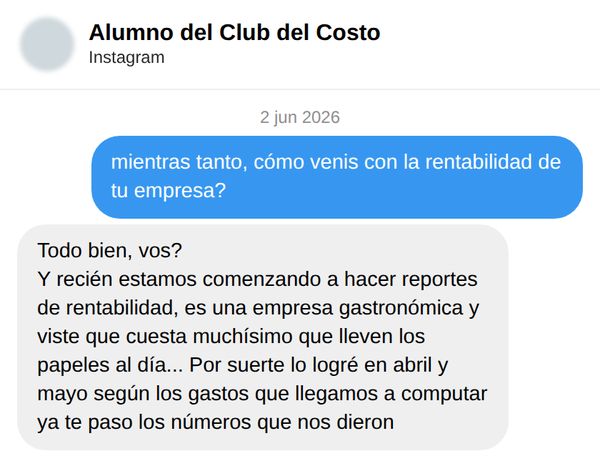 Alumno del Club del Costo
Instagram
2 jun 2026
mientras tanto, cómo venis con la rentabilidad de
tu empresa?
Todo bien, vos?
Y recién estamos comenzando a hacer reportes
de rentabilidad, es una empresa gastronómica y
viste que cuesta muchísimo que lleven los
papeles al día... Por suerte lo logré en abril y
mayo según los gastos que llegamos a computar
ya te paso los números que nos dieron